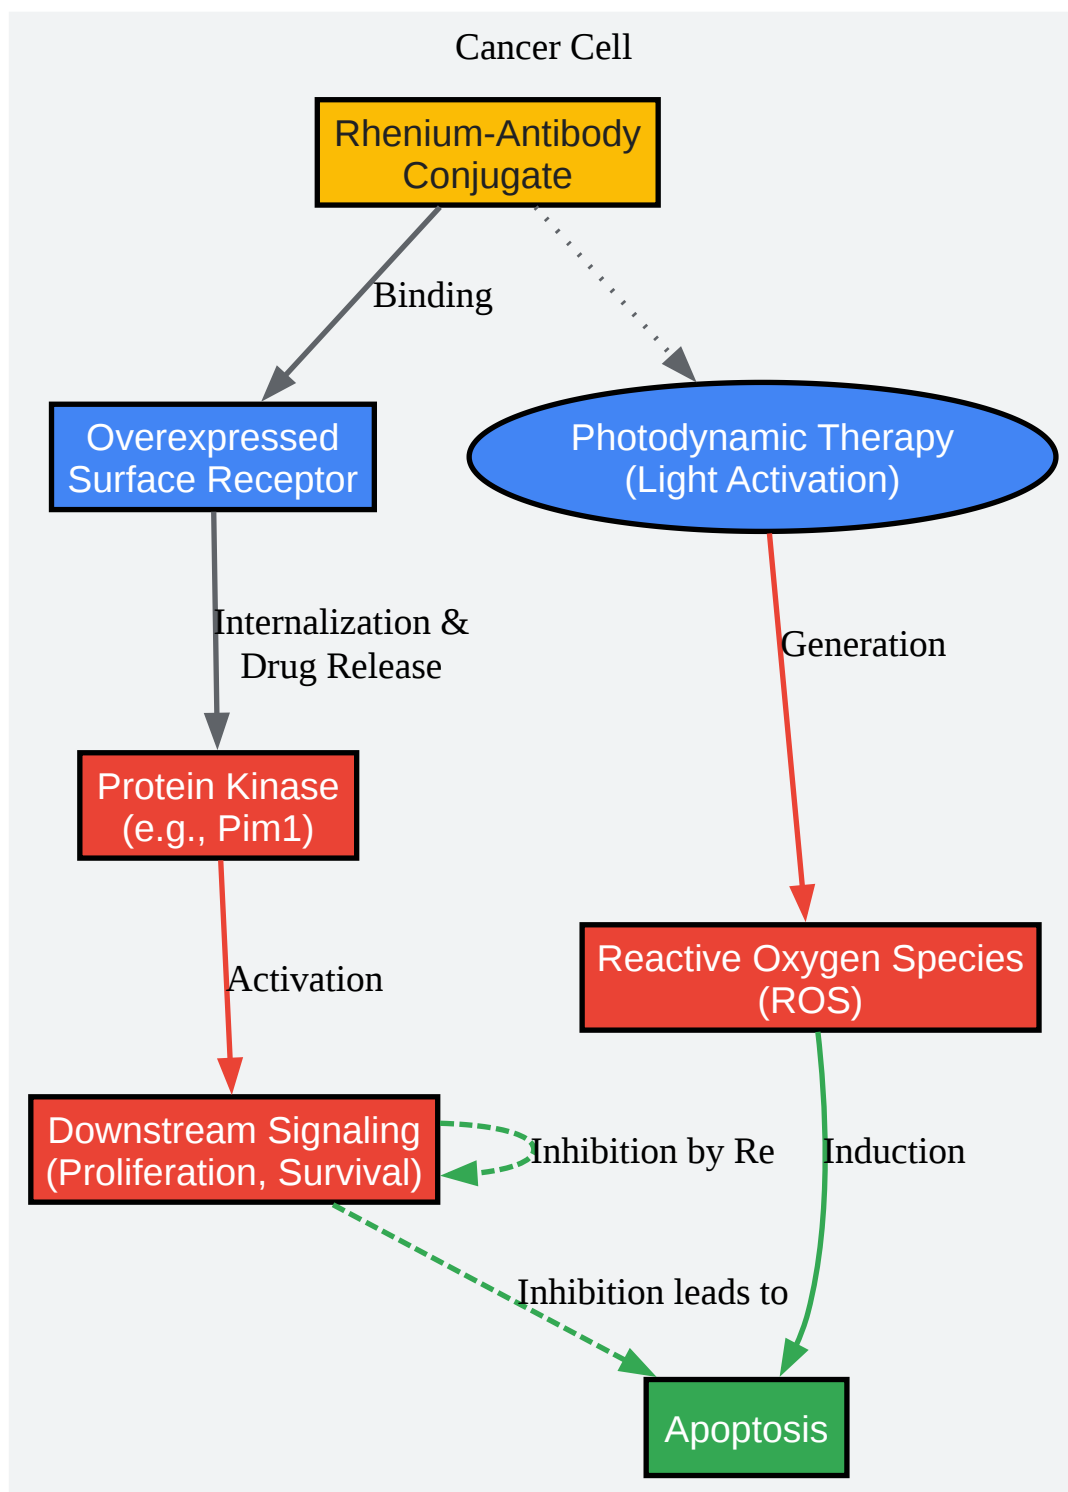 Cancer Cell
Rhenium-Antibody
Conjugate
Binding
Overexpressed
Surface Receptor
Photodynamic Therapy
(Light Activation)
Internalization &
Drug Release
Generation
Protein Kinase
(e.g., Pim1)
Reactive Oxygen Species
(ROS)
Activation
Downstream Signaling
(Proliferation, Survival)
Inhibition by Re
Induction
Inhibition leads to
Apoptosis